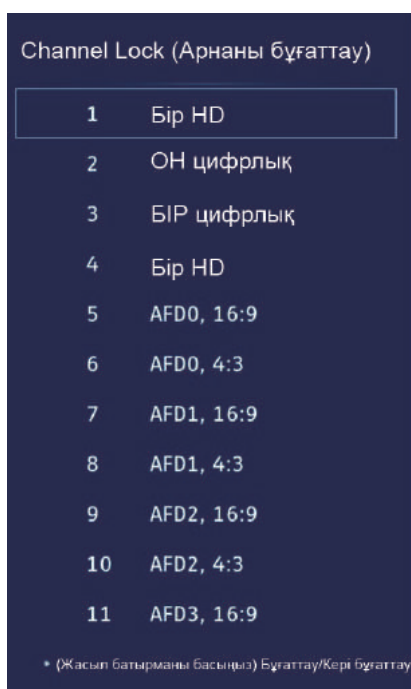 Channel Lock (Арнаны бұғаттау)
1 Бір HD
2 ОН цифрлық
3 БІР цифрлық
4 Бір HD
5 AFD0, 16:9
6 AFD0, 4:3
7 AFD1, 16:9
8 AFD1, 4:3
9 AFD2, 16:9
10 AFD2, 4:3
11 AFD3, 16:9
* (Жасыл батырманы басыңыз) Бұғаттау/Кері бұғаттау